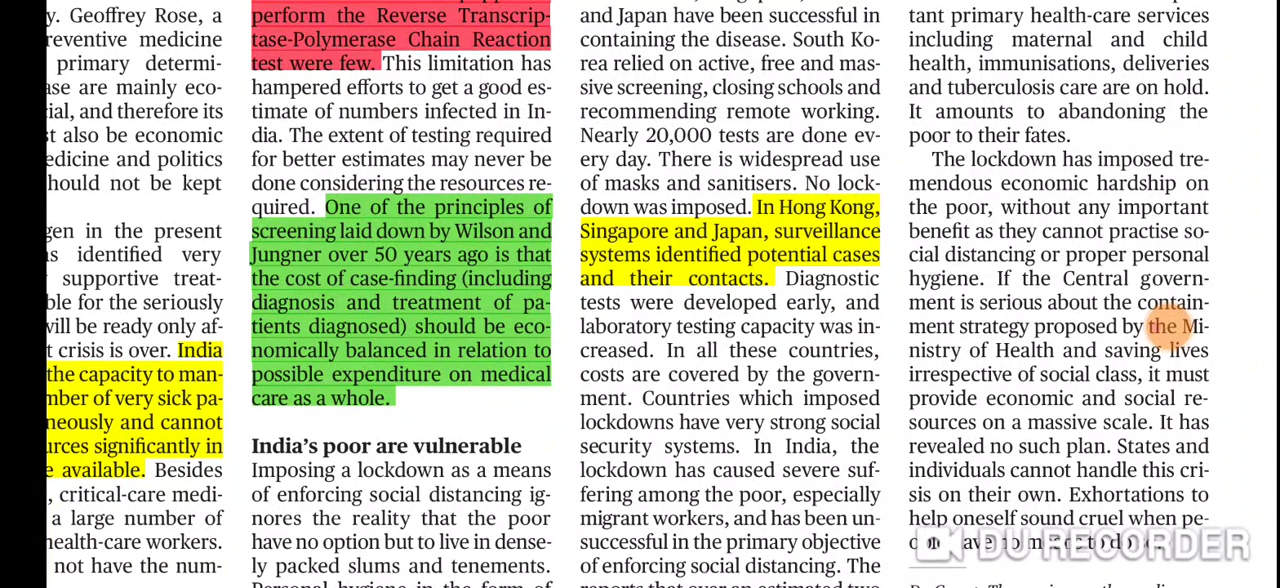 y. Geoffrey Rose, a
reventive medicine
primary determi-
ase are mainly eco-
ial, and therefore its
t also be economic
edicine and politics
hould not be kept
gen in the present
s identified very
supportive treat-
ble for the seriously
will be ready only af-
t crisis is over. India
the capacity to man-
mber of very sick pa-
neously and cannot
urces significantly in
e available. Besides
, critical-care medi-
a large number of
health-care workers.
not have the num-
perform the Reverse Transcrip-
tase-Polymerase Chain Reaction
test were few. This limitation has
hampered efforts to get a good es-
timate of numbers infected in In-
dia. The extent of testing required
for better estimates may never be
done considering the resources re-
quired. One of the principles of
screening laid down by Wilson and
Jungner over 50 years ago is that
the cost of case-finding (including
diagnosis and treatment of pa-
tients diagnosed) should be eco-
nomically balanced in relation to
possible expenditure on medical
care as a whole.
India's poor are vulnerable
Imposing a lockdown as a means
of enforcing social distancing ig-
nores the reality that the poor
have no option but to live in dense-
ly packed slums and tenements.
Personal hygiene in the form of
and Japan have been successful in
containing the disease. South Ko-
rea relied on active, free and mas-
sive screening, closing schools and
recommending remote working.
Nearly 20,000 tests are done ev-
ery day. There is widespread use
of masks and sanitisers. No lock-
down was imposed. In Hong Kong,
Singapore and Japan, surveillance
systems identified potential cases
and their contacts. Diagnostic
tests were developed early, and
laboratory testing capacity was in-
creased. In all these countries,
costs are covered by the govern-
ment. Countries which imposed
lockdowns have very strong social
security systems. In India, the
lockdown has caused severe suf-
fering among the poor, especially
migrant workers, and has been un-
successful in the primary objective
of enforcing social distancing. The
tant primary health-care services
including maternal and child
health, immunisations, deliveries
and tuberculosis care are on hold.
It amounts to abandoning the
poor to their fates.
The lockdown has imposed tre-
mendous economic hardship on
the poor, without any important
benefit as they cannot practise so-
cial distancing or proper personal
hygiene. If the Central govern-
ment is serious about the contain-
ment strategy proposed by the Mi-
nistry of Health and saving lives
irrespective of social class, it must
provide economic and social re-
sources on a massive scale. It has
revealed no such plan. States and
individuals cannot handle this cri-
sis on their own. Exhortations to
help oneself sound cruel when pe-
DU RECORDER